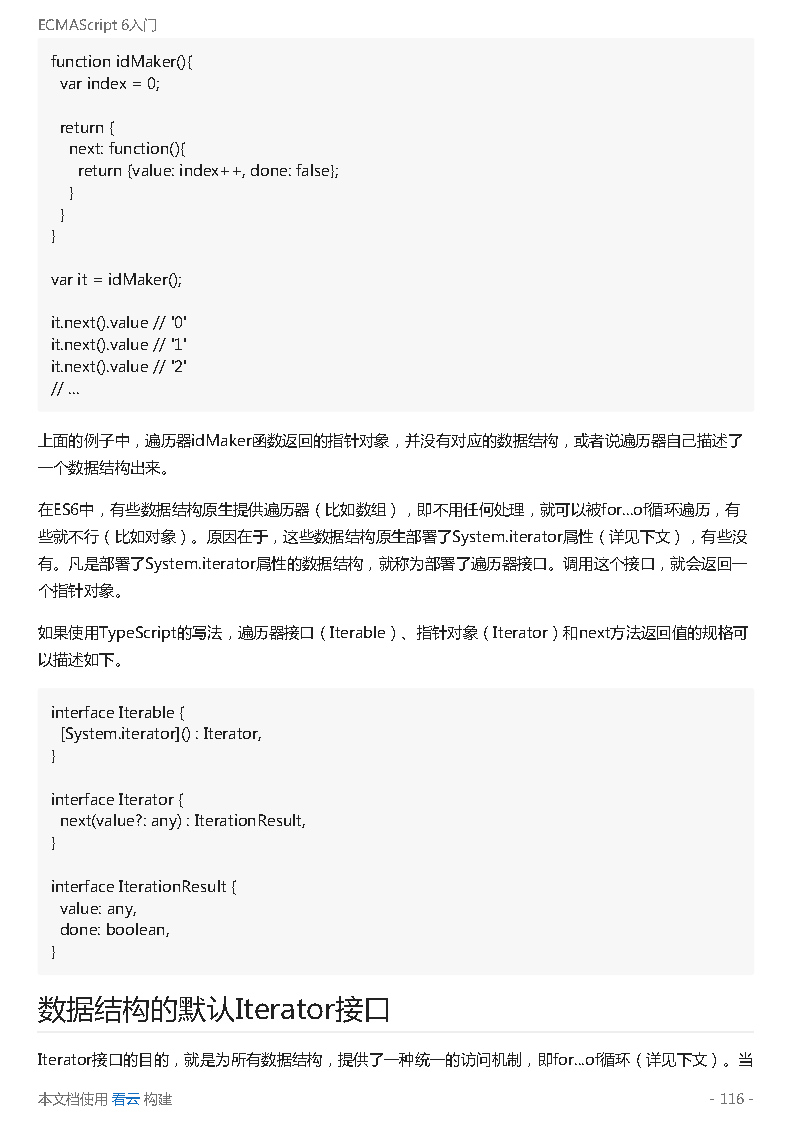 ECMAScript 6入门
function idMaker(){
  var index = 0;

  return {
    next: function(){
      return {value: index++, done: false};
    }
  }
}

var it = idMaker();

it.next().value // '0'
it.next().value // '1'
it.next().value // '2'
// ...
上面的例子中，遍历器idMaker函数返回的指针对象，并没有对应的数据结构，或者说遍历器自己描述了
一个数据结构出来。
在ES6中，有些数据结构原生提供遍历器（比如数组），即不用任何处理，就可以被for...of循环遍历，有
些就不行（比如对象）。原因在于，这些数据结构原生部署了System.iterator属性（详见下文），有些没
有。凡是部署了System.iterator属性的数据结构，就称为部署了遍历器接口。调用这个接口，就会返回一
个指针对象。
如果使用TypeScript的写法，遍历器接口（Iterable）、指针对象（Iterator）和next方法返回值的规格可
以描述如下。
interface Iterable {
  [System.iterator]() : Iterator,
}

interface Iterator {
  next(value?: any) : IterationResult,
}

interface IterationResult {
  value: any,
  done: boolean,
}
数据结构的默认Iterator接口
Iterator接口的目的，就是为所有数据结构，提供了一种统一的访问机制，即for...of循环（详见下文）。当
本文档使用 看云 构建
- 116 -